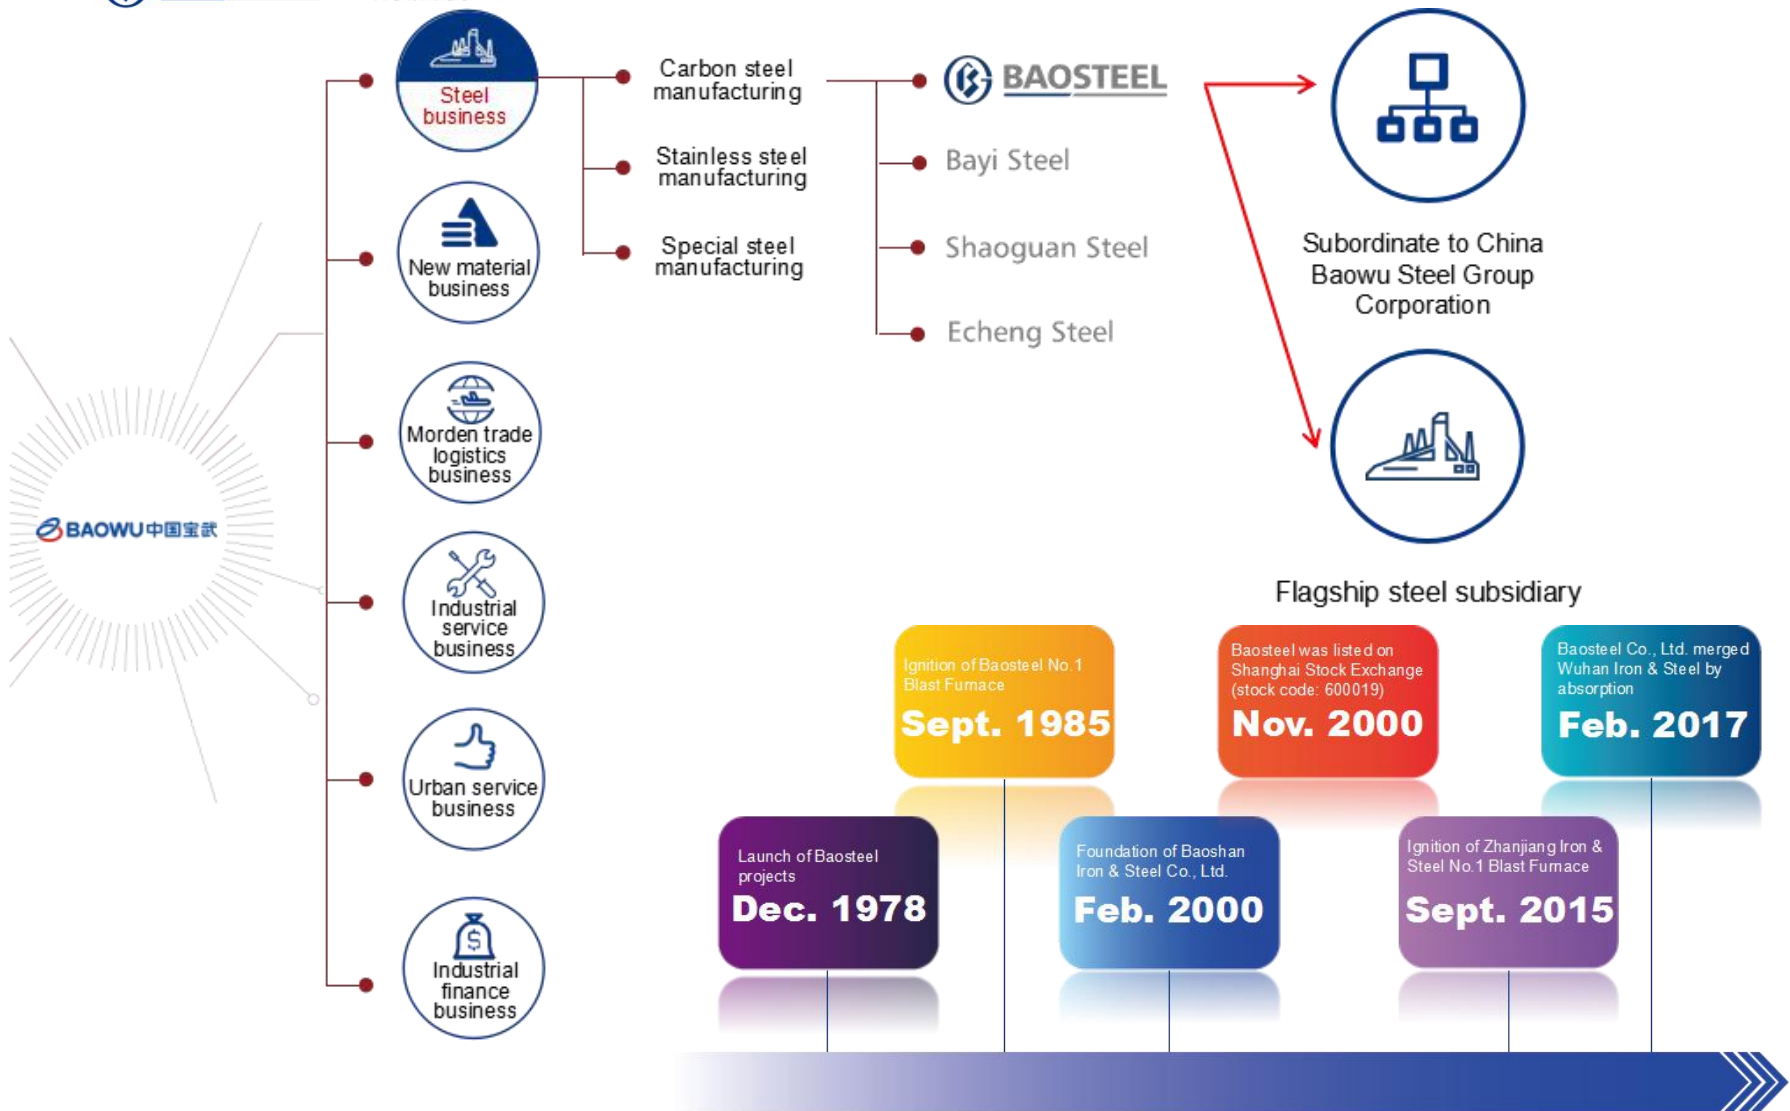 Steel
business
New material
business
Morden trade
logistics
business
BAOWU中国宝武
Industrial
service
business
Urban service
business
$
Industrial
finance
business
Carbon steel
manufacturing
Stainless steel
manufacturing
Special steel
manufacturing
BAOSTEEL
Bayi Steel
Shaoguan Steel
Echeng Steel
Subordinate to China
Baowu Steel Group
Corporation
Flagship steel subsidiary
Launch of Baosteel
projects
Dec. 1978
Ignition of Baosteel No.1
Blast Furnace
Sept. 1985
Foundation of Baoshan
Iron & Steel Co., Ltd.
Feb. 2000
Baosteel was listed on
Shanghai Stock Exchange
(stock code: 600019)
Nov. 2000
Ignition of Zhanjiang Iron &
Steel No.1 Blast Furnace
Sept. 2015
Baosteel Co., Ltd. merged
Wuhan Iron & Steel by
absorption
Feb. 2017